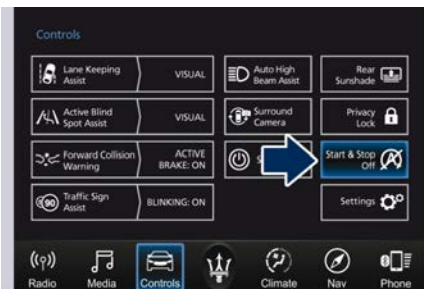 Controls
Lane Keeping
Assist
VISUAL
Auto High
Beam Assist
Rear
Sunshade
Active Blind
Spot Assist
VISUAL
Surround
Camera
Privacy
Lock
Forward Collision
Warning
ACTIVE
BRAKE: ON
Start & Stop
Off
90
Traffic Sign
Assist
BLINKING: ON
Settings
Radio
Media
Controls
Climate
Nav
Phone